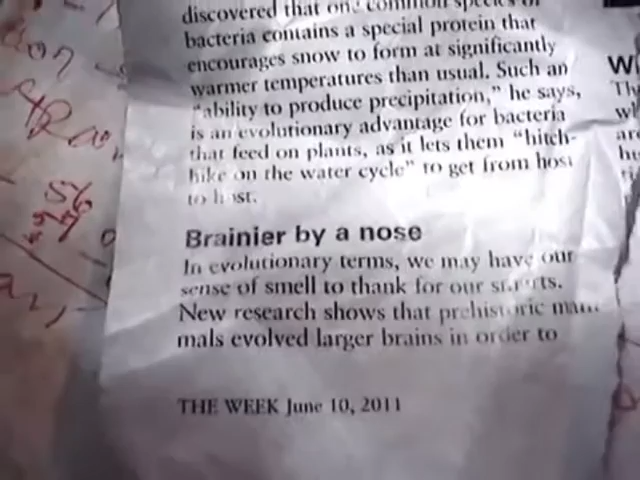 discovered that one common species of
bacteria contains a special protein that
encourages snow to form at significantly
warmer temperatures than usual. Such an
"ability to produce precipitation," he says,
is an evolutionary advantage for bacteria
that feed on plants, as it lets them "hitch-
hike on the water cycle" to get from host
to host.
Brainier by a nose
In evolutionary terms, we may have our
sense of smell to thank for our smarts.
New research shows that prehistoric mam-
mals evolved larger brains in order to
THE WEEK June 10, 2011
56